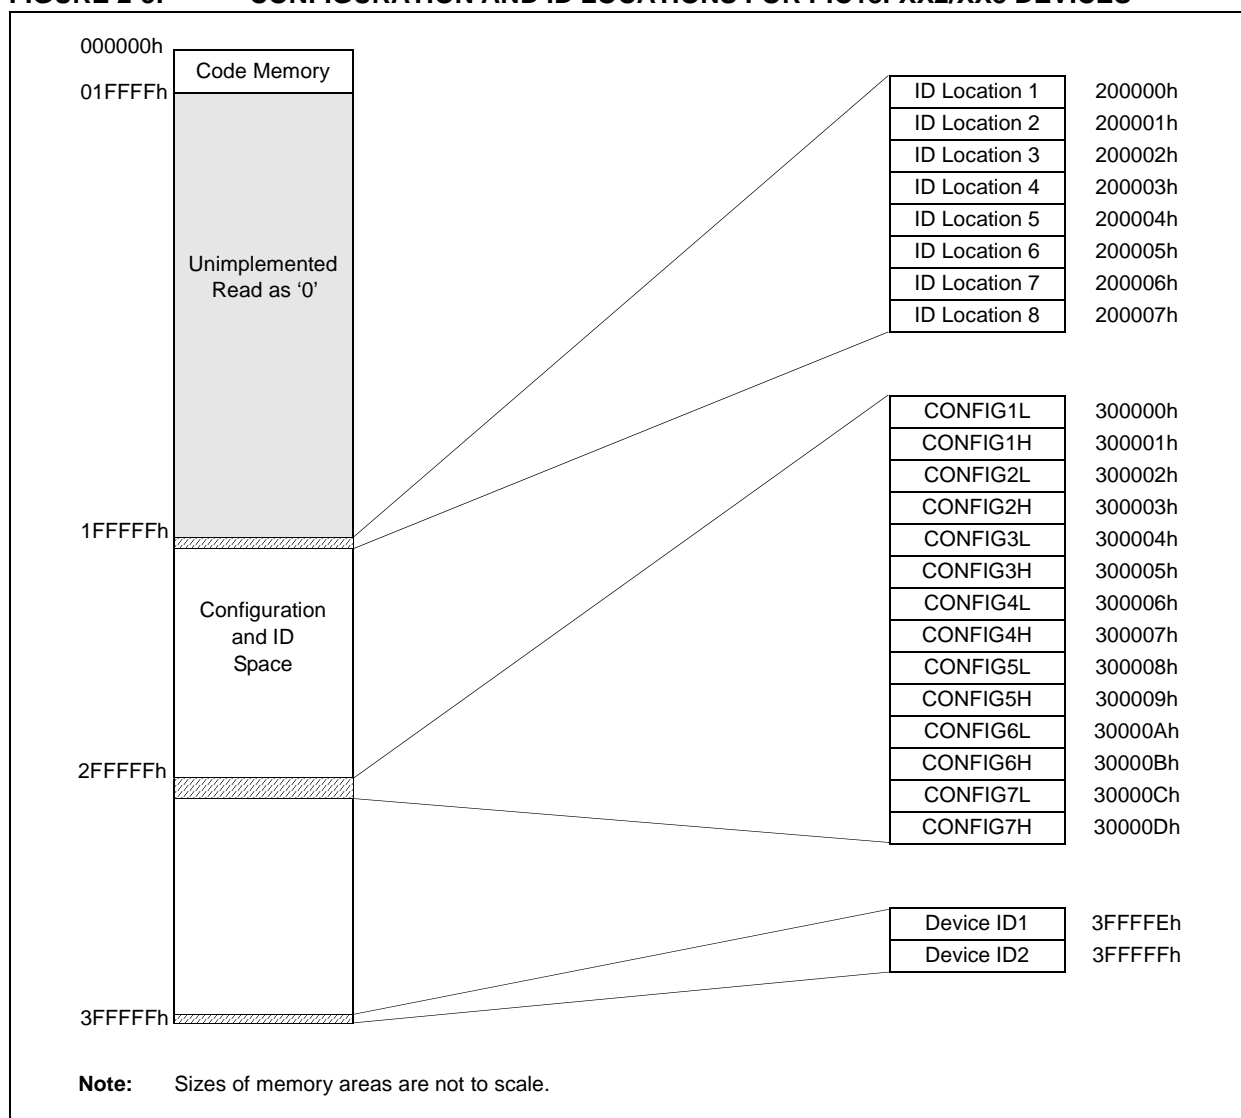 000000h
Code Memory
01FFFFh
Unimplemented
Read as ‘0’
1FFFFFh
Configuration
and ID
Space
2FFFFFh
3FFFFFh
ID Location 1 200000h
ID Location 2 200001h
ID Location 3 200002h
ID Location 4 200003h
ID Location 5 200004h
ID Location 6 200005h
ID Location 7 200006h
ID Location 8 200007h
CONFIG1L 300000h
CONFIG1H 300001h
CONFIG2L 300002h
CONFIG2H 300003h
CONFIG3L 300004h
CONFIG3H 300005h
CONFIG4L 300006h
CONFIG4H 300007h
CONFIG5L 300008h
CONFIG5H 300009h
CONFIG6L 30000Ah
CONFIG6H 30000Bh
CONFIG7L 30000Ch
CONFIG7H 30000Dh
Device ID1 3FFFFEh
Device ID2 3FFFFFh
Note: Sizes of memory areas are not to scale.